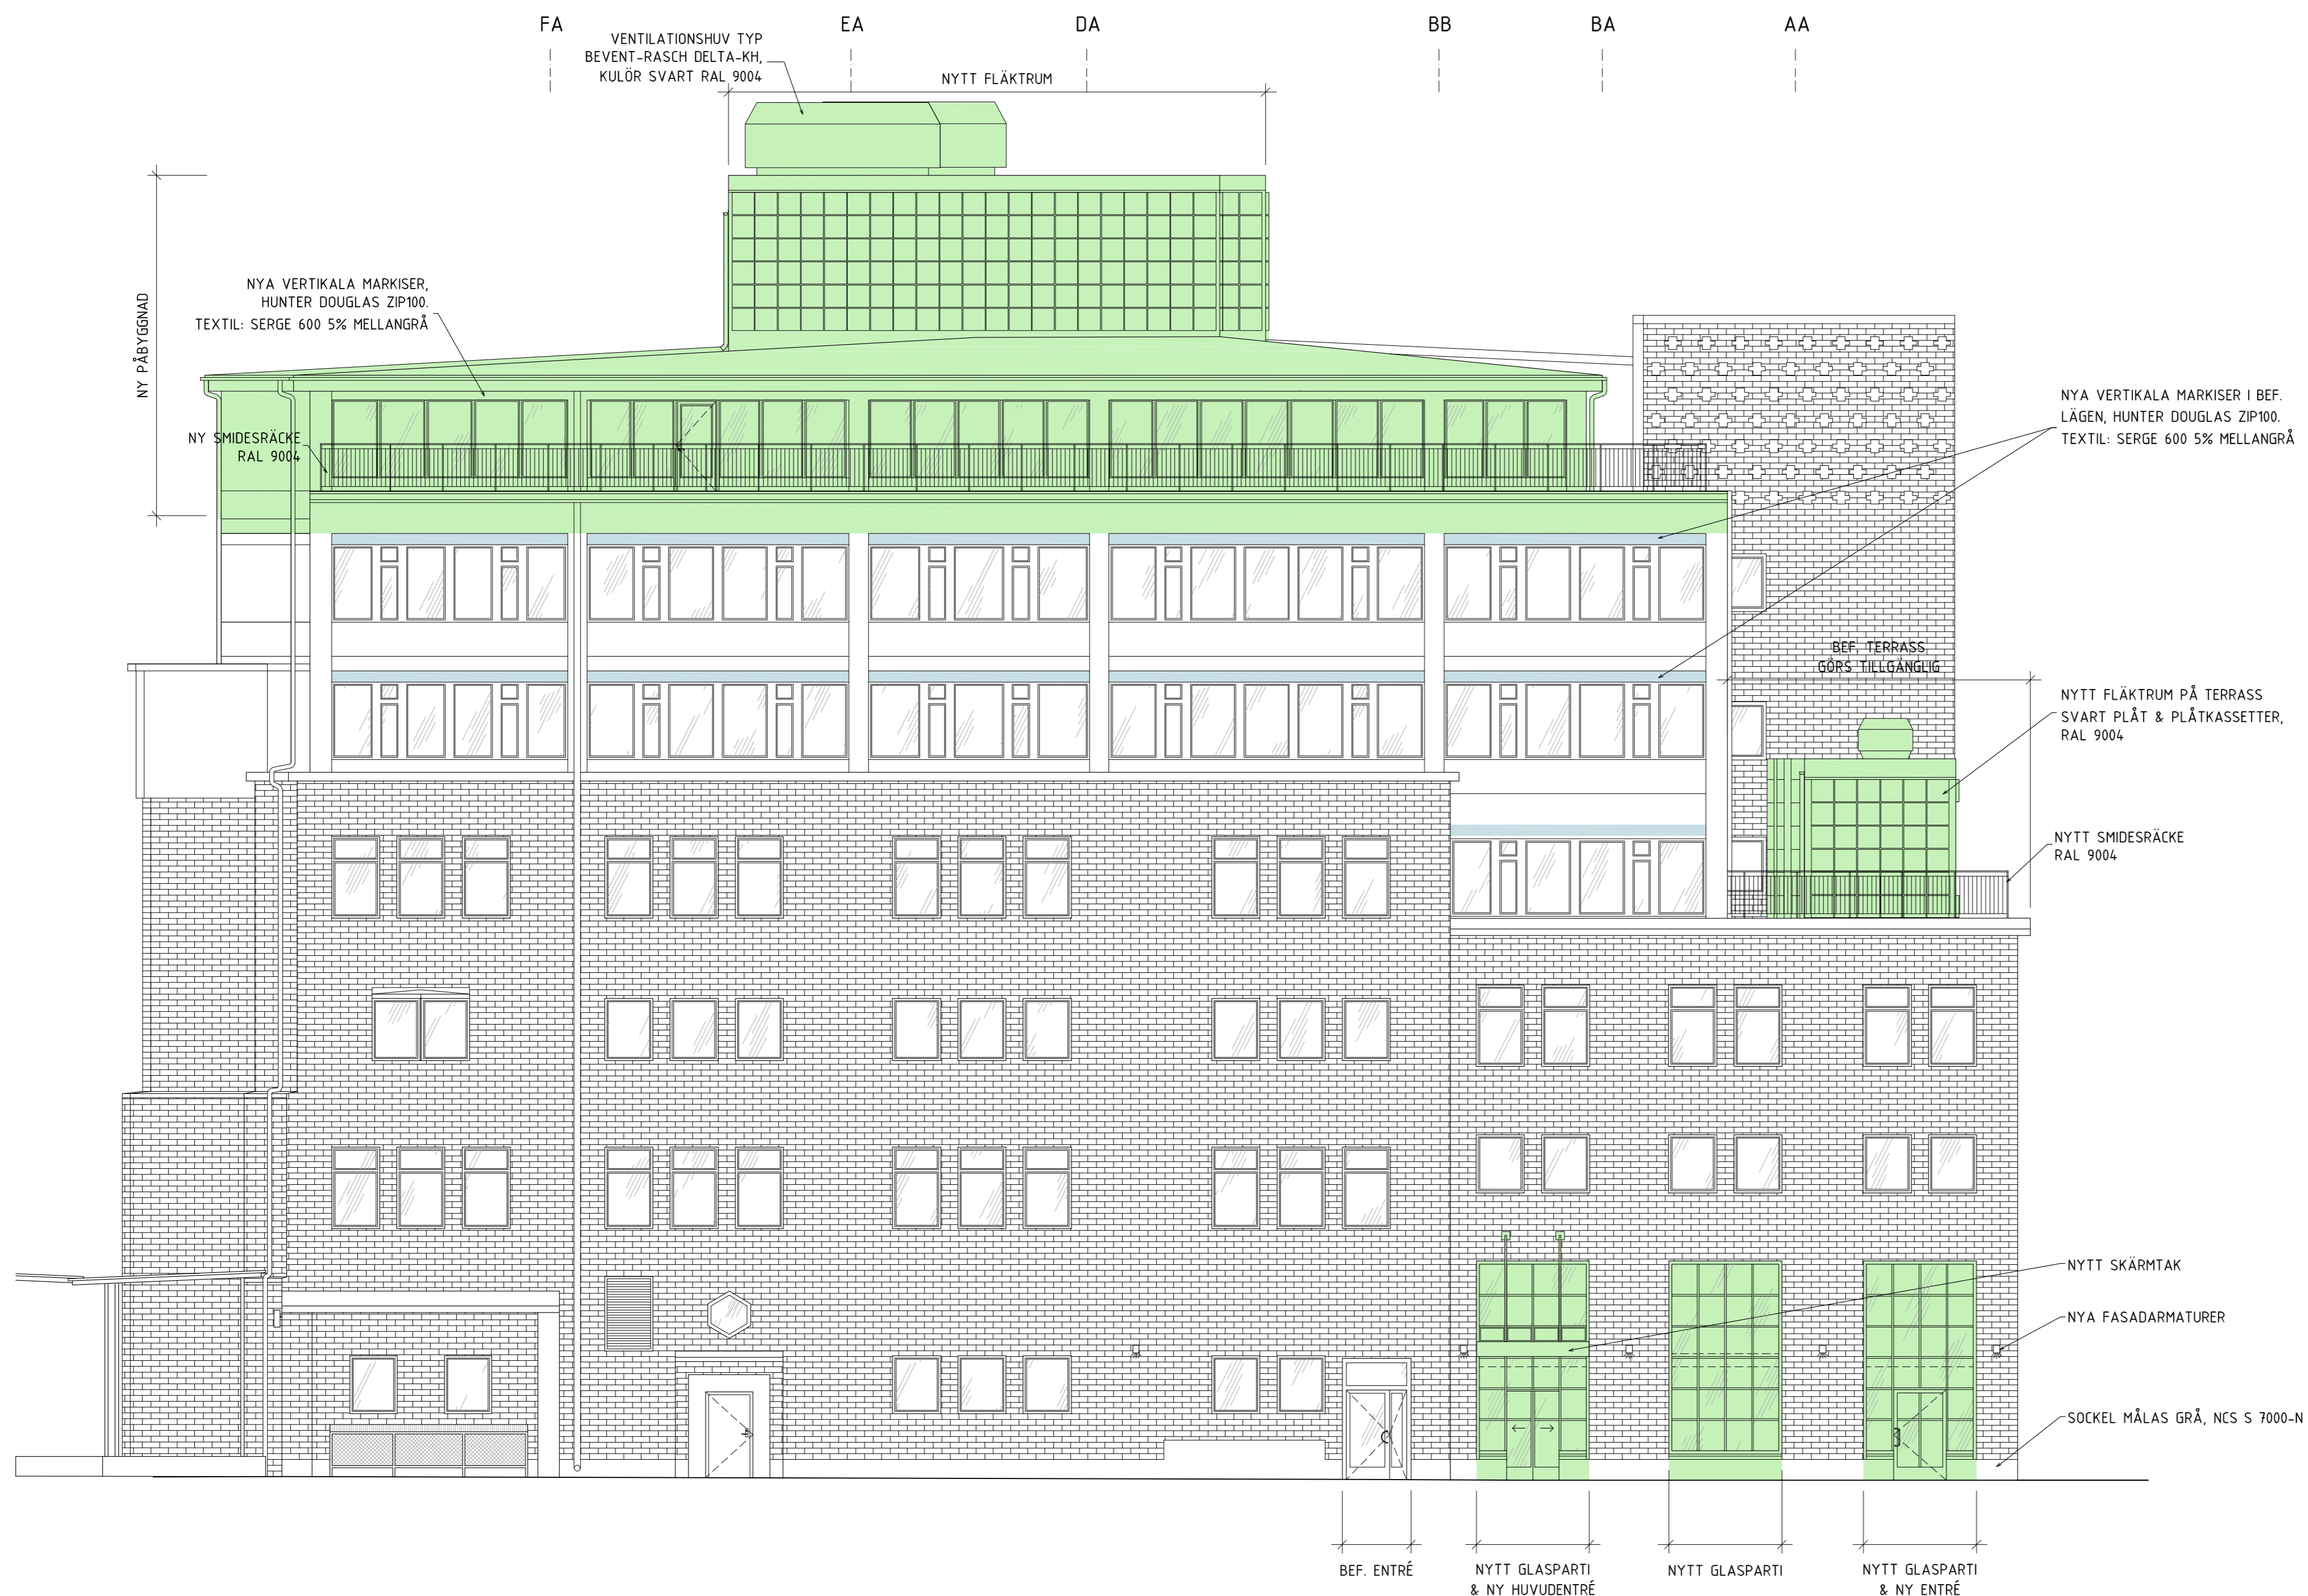 FA
EA
DA
BB
BA
AA
VENTILATIONSHUV TYP
BEVENT-RASCH DELTA-KH,
KULÖR SVART RAL 9004
NYTT FLÄKTRUM
NY PÅBYGGNAD
NYA VERTIKALA MARKISER,
HUNTER DOUGLAS ZIP100.
TEXTIL: SERGE 600 5% MELLANGRÅ
NY SMIDESRÄCKE
RAL 9004
NYA VERTIKALA MARKISER I BEF.
LÄGEN, HUNTER DOUGLAS ZIP100.
TEXTIL: SERGE 600 5% MELLANGRÅ
BEF. TERRASS
GÖRS TILLGÄNGLIG
NYTT FLÄKTRUM PÅ TERRASS
SVART PLÅT & PLÅTKASSETTER,
RAL 9004
NYTT SMIDESRÄCKE
RAL 9004
NYTT SKÄRMTAK
NYA FASADARMATURER
SOCKEL MÅLAS GRÅ, NCS S 7000-N
BEF. ENTRÉ
NYTT GLASPARTI
& NY HUVUDENTRÉ
NYTT GLASPARTI
NYTT GLASPARTI
& NY ENTRÉ